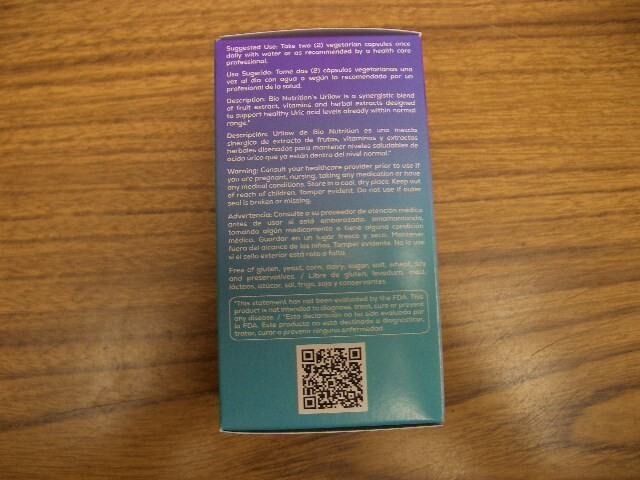 Suggested Use: Take two (2) vegetarian capsules once
daily with water or as recommended by a health care
professional.
Uso Sugerido: Tome dos (2) cápsulas vegetarianas una
vez al día con agua o según lo recomendado por un
profesional de la salud.
Description: Bio Nutrition's Urilow is a synergistic blend
of fruit extract, vitamins and herbal extracts designed
to support healthy Uric acid levels already within normal
range.*
Descripción: Urilow de Bio Nutrition es una mezcla
sinérgica de extracto de frutas, vitaminas y extractos
herbales diseñados para mantener niveles saludables de
ácido úrico que ya están dentro del nivel normal.*
Warning: Consult your healthcare provider prior to use if
you are pregnant, nursing, taking any medication or have
any medical conditions. Store in a cool, dry place. Keep out
of reach of children. Tamper evident. Do not use if outer
seal is broken or missing.
Advertencia: Consulte a su proveedor de atención médica
antes de usar si está embarazada, amamantando,
tomando algún medicamento o tiene alguna condición
médica. Guardar en un lugar fresco y seco. Mantener
fuera del alcance de los niños. Tamper evidente. No lo use
si el sello exterior está roto o falta.
Free of gluten, yeast, corn, dairy, sugar, salt, wheat, soy
and preservatives. / Libre de gluten, levadura, maíz,
lácteos, azúcar, sal, trigo, soja y conservantes.
*This statement has not been evaluated by the FDA. This
product is not intended to diagnose, treat, cure or prevent
any disease. / *Esta declaración no ha sido evaluada por
la FDA. Este producto no está destinado a diagnosticar,
tratar, curar o prevenir ninguna enfermedad.